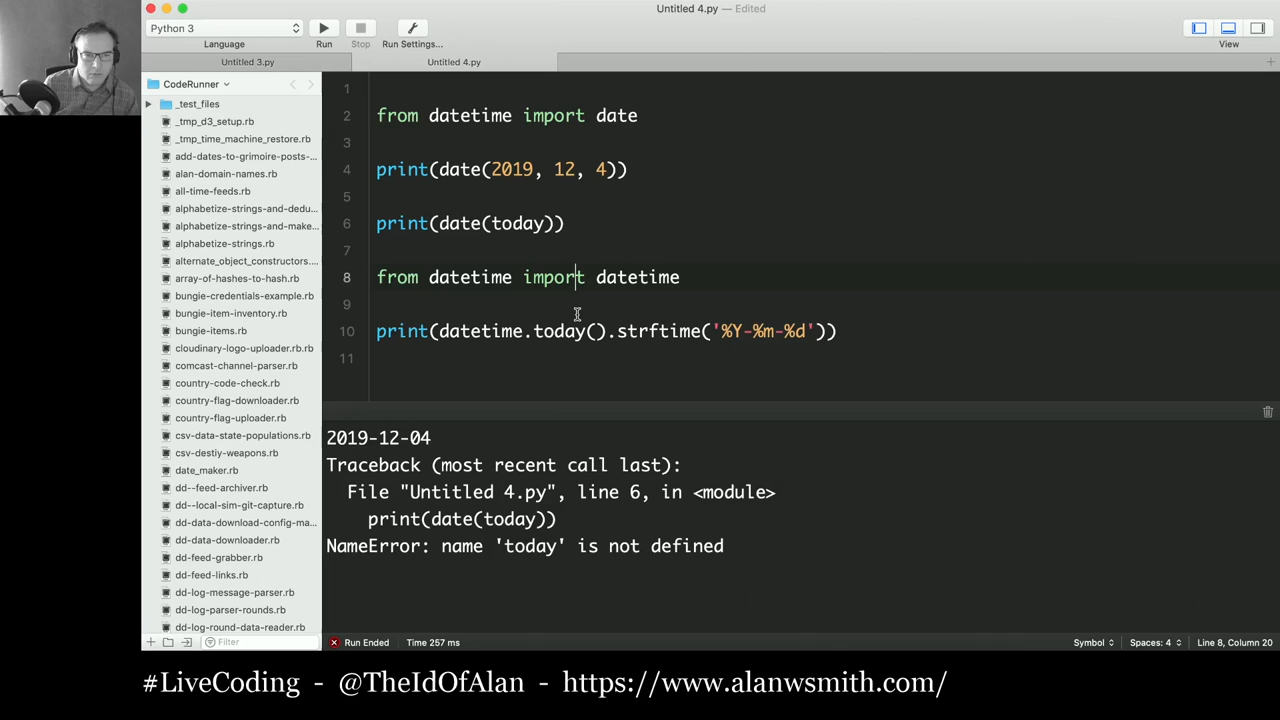 Untitled 4.py — Edited
Python 3
Language
Run
Stop
Run Settings...
View
Untitled 3.py
Untitled 4.py
CodeRunner
_test_files
_tmp_d3_setup.rb
_tmp_time_machine_restore.rb
add-dates-to-grimoire-posts-...
alan-domain-names.rb
all-time-feeds.rb
alphabetize-strings-and-dedu...
alphabetize-strings-and-make...
alphabetize-strings.rb
alternate_object_constructors...
array-of-hashes-to-hash.rb
bungie-credentials-example.rb
bungie-item-inventory.rb
bungie-items.rb
cloudinary-logo-uploader.rb.rb
comcast-channel-parser.rb
country-code-check.rb
country-flag-downloader.rb
country-flag-uploader.rb
csv-data-state-populations.rb
csv-destiy-weapons.rb
date_maker.rb
dd--feed-archiver.rb
dd--local-sim-git-capture.rb
dd-data-download-config-ma...
dd-data-downloader.rb
dd-feed-grabber.rb
dd-feed-links.rb
dd-log-message-parser.rb
dd-log-parser-rounds.rb
dd-log-round-data-reader.rb
Filter
1
2 from datetime import date
3
4 print(date(2019, 12, 4))
5
6 print(date(today))
7
8 from datetime import datetime
9
10 print(datetime.today().strftime('%Y-%m-%d'))
11
2019-12-04
Traceback (most recent call last):
File "Untitled 4.py", line 6, in <module>
print(date(today))
NameError: name 'today' is not defined
Run Ended Time 257 ms
Symbol Spaces: 4 Line 8, Column 20
#LiveCoding - @TheIdOfAlan - https://www.alanwsmith.com/